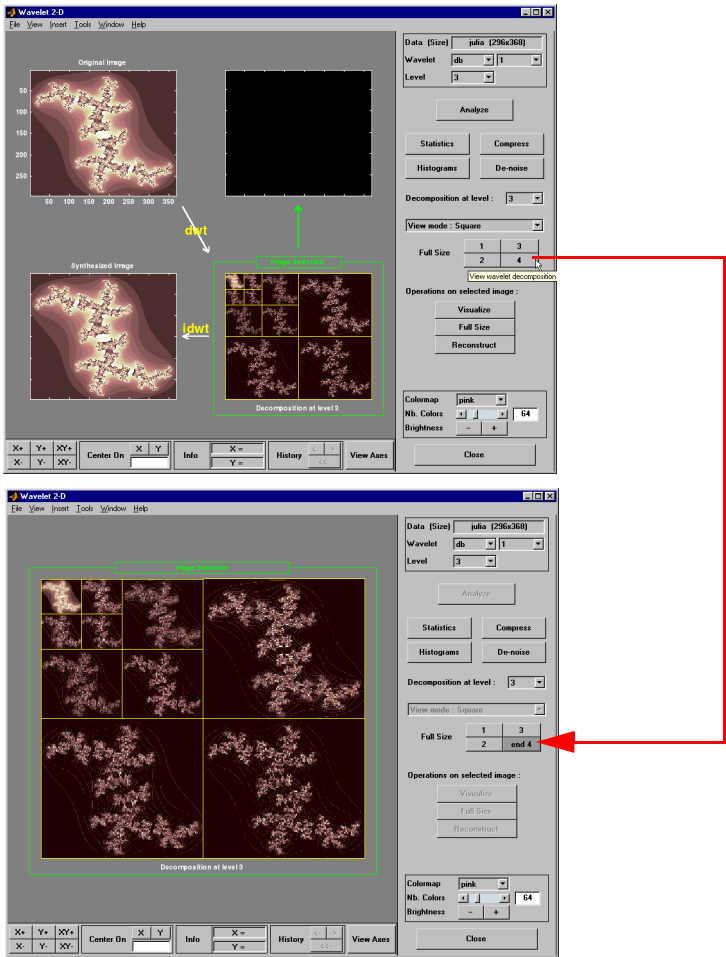 Wavelet 2-D
File View Insert Tools Window Help
Data (Size) julia (296x368)
Wavelet db 1
Level 3
Analyze
Statistics Compress
Histograms De-noise
Decomposition at level : 3
View mode : Square
Full Size 1 3
2 4
View wavelet decomposition
Operations on selected image :
Visualize
Full Size
Reconstruct
Colormap pink
Nb. Colors 64
Brightness - +
Close
Original Image
50
100
150
200
250
50 100 150 200 250 300 350
dwt
Synthesized Image
idwt
Image Selection
Decomposition at level 3
X+ Y+ XY+
X- Y- XY-
Center On X Y
Info X =
Y =
History <- ->
<<-
View Axes
Wavelet 2-D
File View Insert Tools Window Help
Data (Size) julia (296x368)
Wavelet db 1
Level 3
Analyze
Statistics Compress
Histograms De-noise
Decomposition at level : 3
View mode : Square
Full Size 1 3
2 end 4
Operations on selected image :
Visualize
Full Size
Reconstruct
Colormap pink
Nb. Colors 64
Brightness - +
Close
Image Selection
Decomposition at level 3
X+ Y+ XY+
X- Y- XY-
Center On X Y
Info X =
Y =
History <- ->
<<-
View Axes